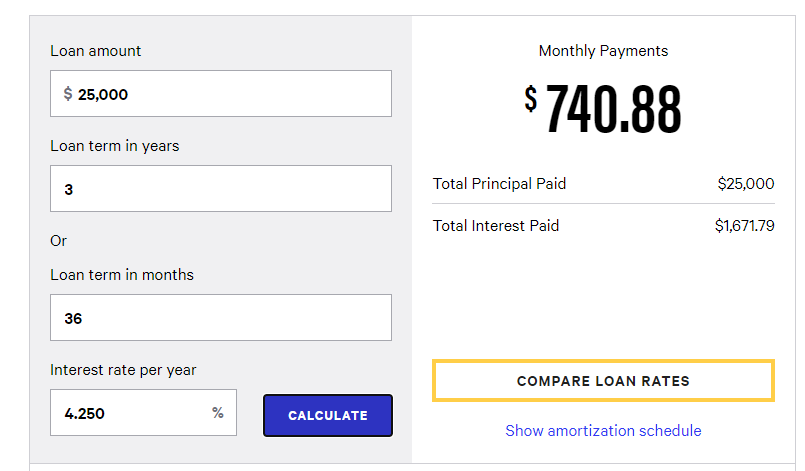 Loan amount
$ 25,000
Loan term in years
3
Or
Loan term in months
36
Interest rate per year
4.250 %
CALCULATE
Monthly Payments
$ 740.88
Total Principal Paid $25,000
Total Interest Paid $1,671.79
COMPARE LOAN RATES
Show amortization schedule